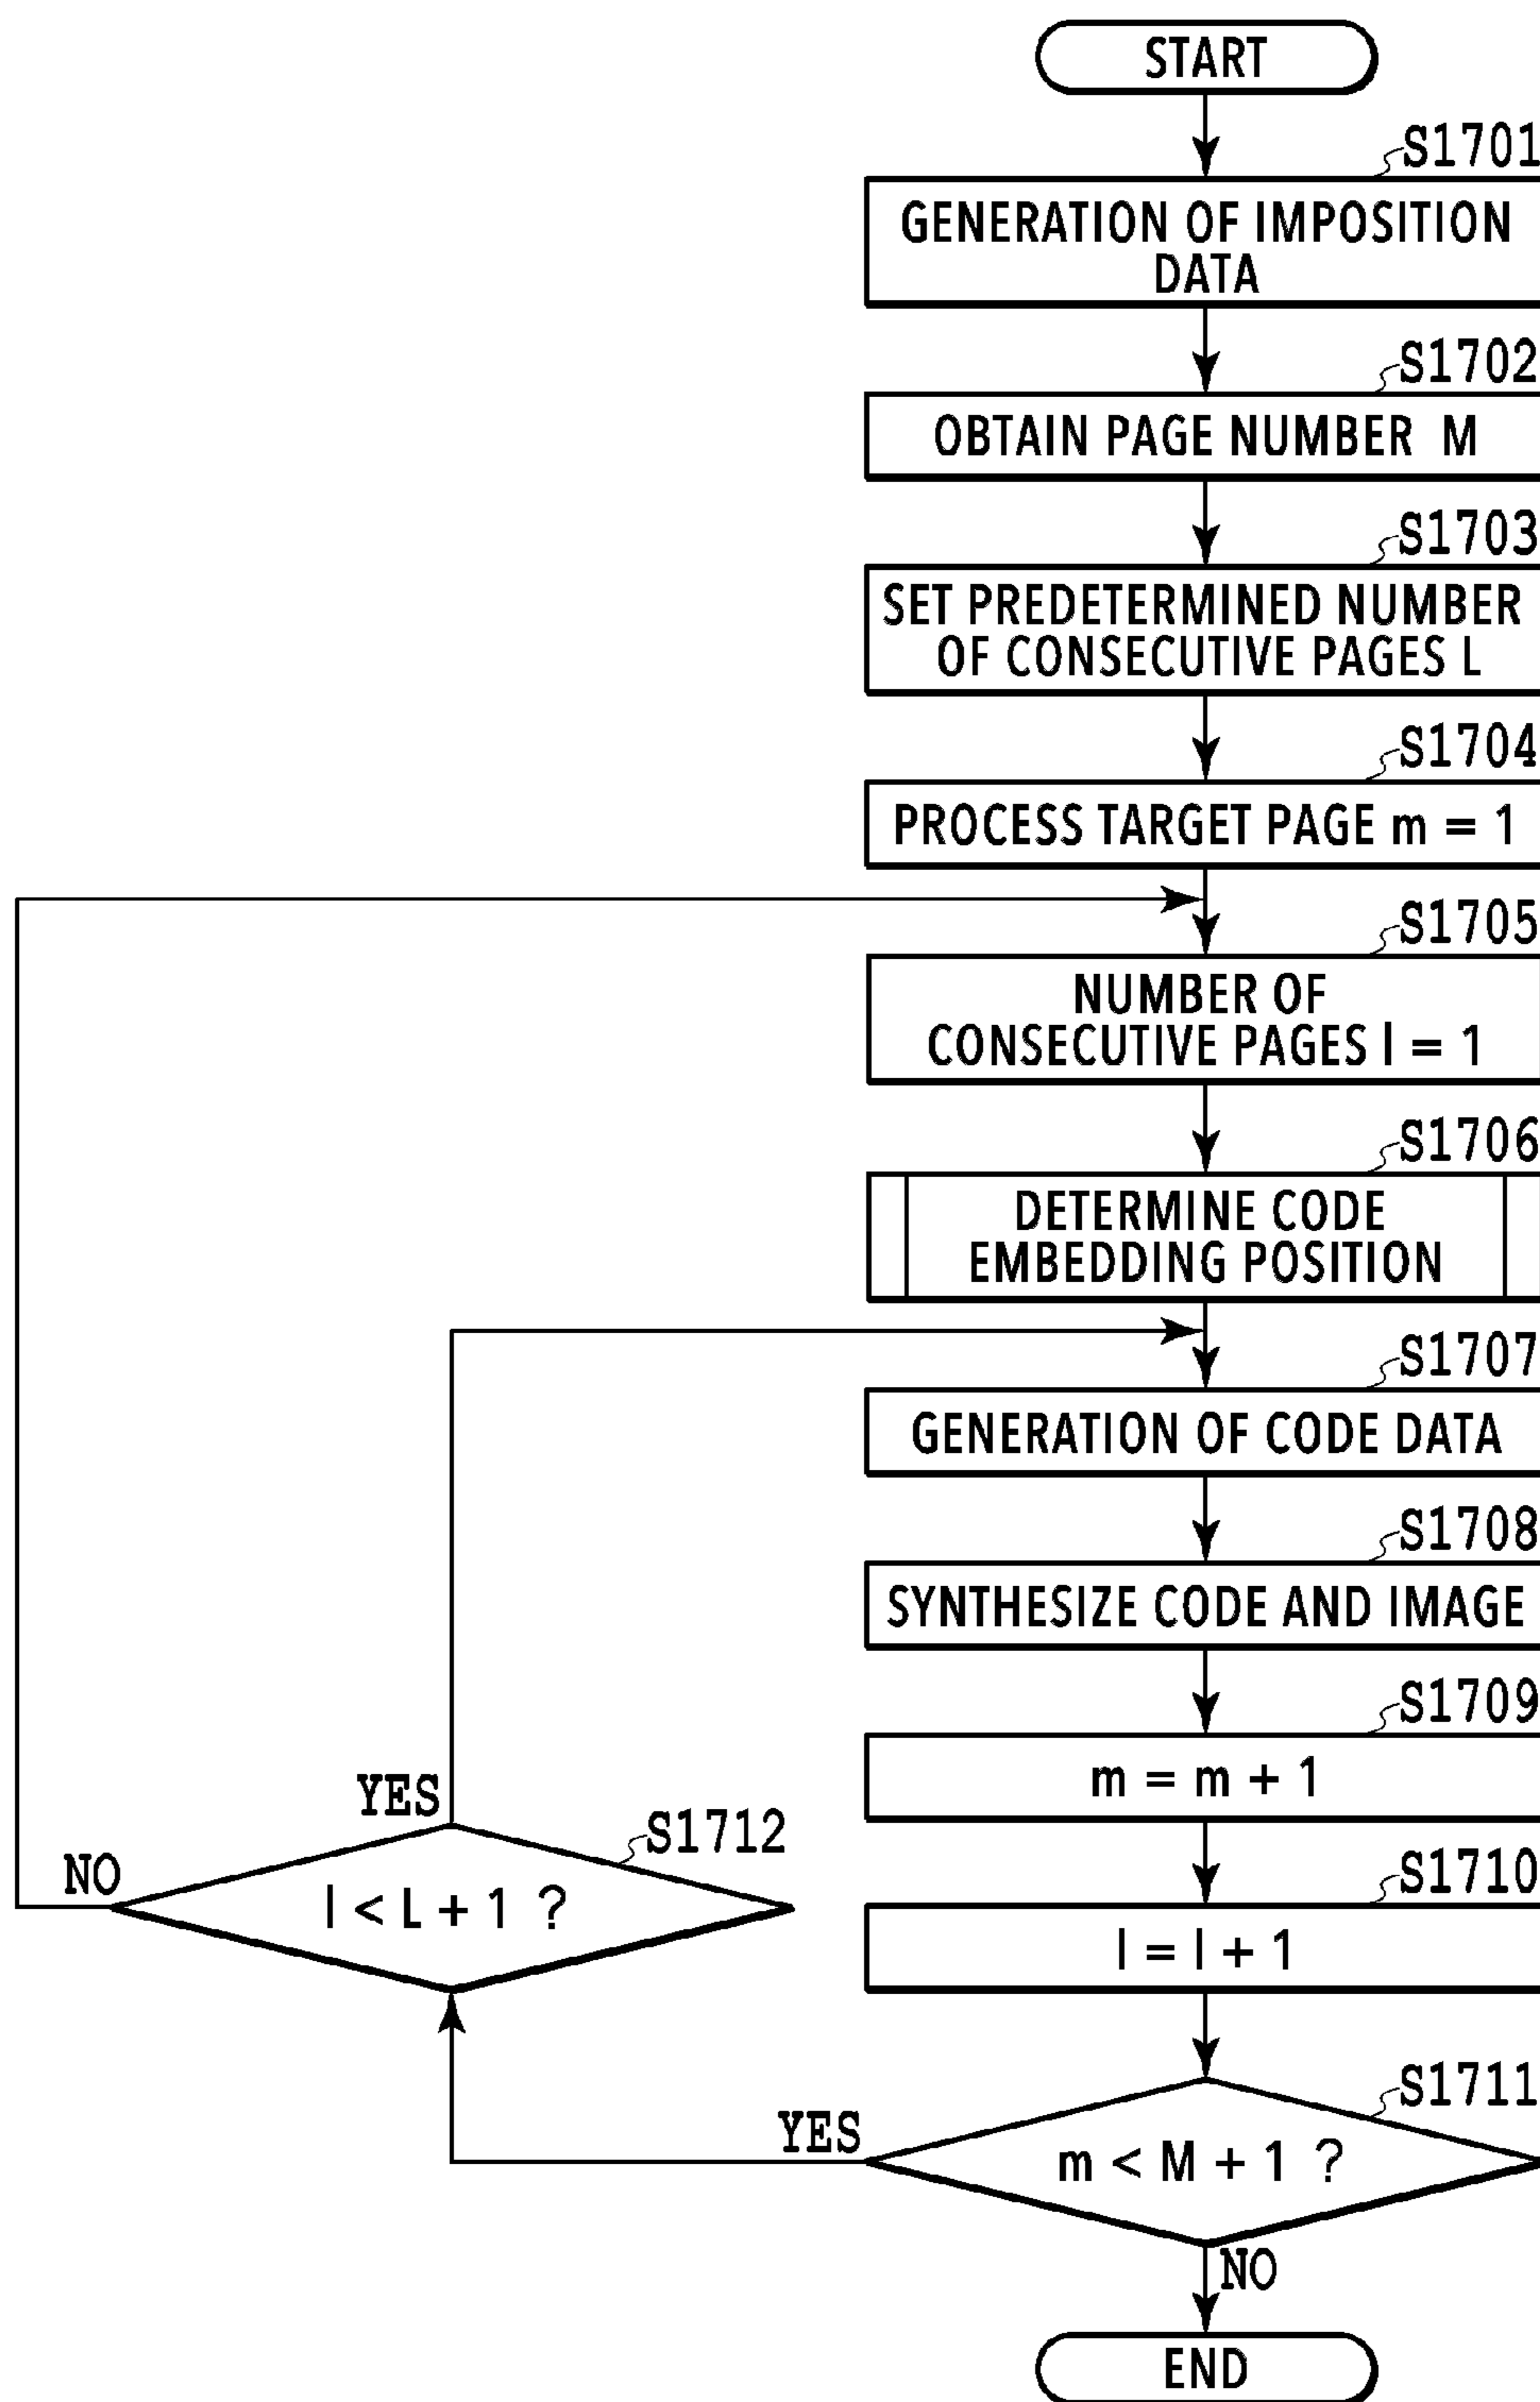 START
S1701
GENERATION OF IMPOSITION
DATA
S1702
OBTAIN PAGE NUMBER M
S1703
SET PREDETERMINED NUMBER
OF CONSECUTIVE PAGES L
S1704
PROCESS TARGET PAGE m = 1
S1705
NUMBER OF
CONSECUTIVE PAGES l = 1
S1706
DETERMINE CODE
EMBEDDING POSITION
S1707
GENERATION OF CODE DATA
S1708
SYNTHESIZE CODE AND IMAGE
S1709
m = m + 1
S1710
l = l + 1
S1711
m < M + 1 ?
YES
NO
S1712
l < L + 1 ?
YES
NO
END